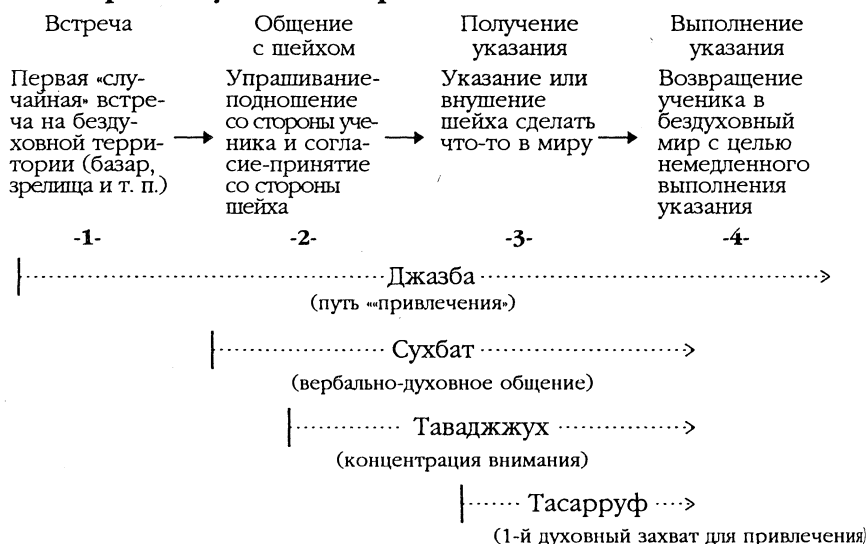 Встреча Общение Получение Выполнение
с шейхом указания указания
Первая «слу- Упрашивание- Указание или Возвращение
чайная» встре- подношение внушение ученика в
ча на безду- со стороны уче- шейха сделать бездуховный
ховной терри- ника и согла- что-то в миру мир с целью
тории (базар, сие-принятие немедленного
зрелища и т. п.) со стороны выполнения
шейха указания
-1- -2- -3- -4-
Джазба
(путь ««привлечения»)
Сухбат
(вербально-духовное общение)
Таваджжух
(концентрация внимания)
Тасарруф
(1-й духовный захват для привлечения)